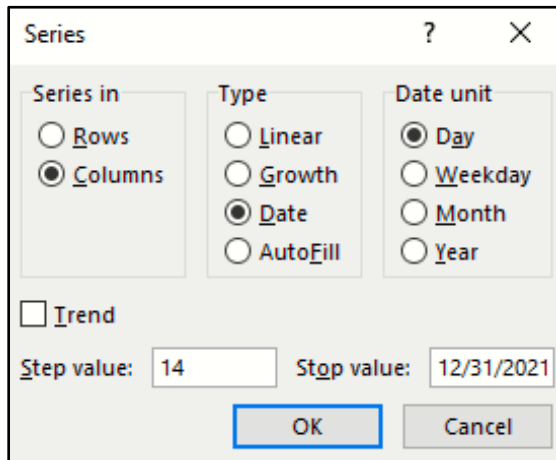 Series ?
Series in
Rows
Columns
Type
Linear
Growth
Date
AutoFill
Date unit
Day
Weekday
Month
Year
Trend
Step value: 14 Stop value: 12/31/2021
OK Cancel